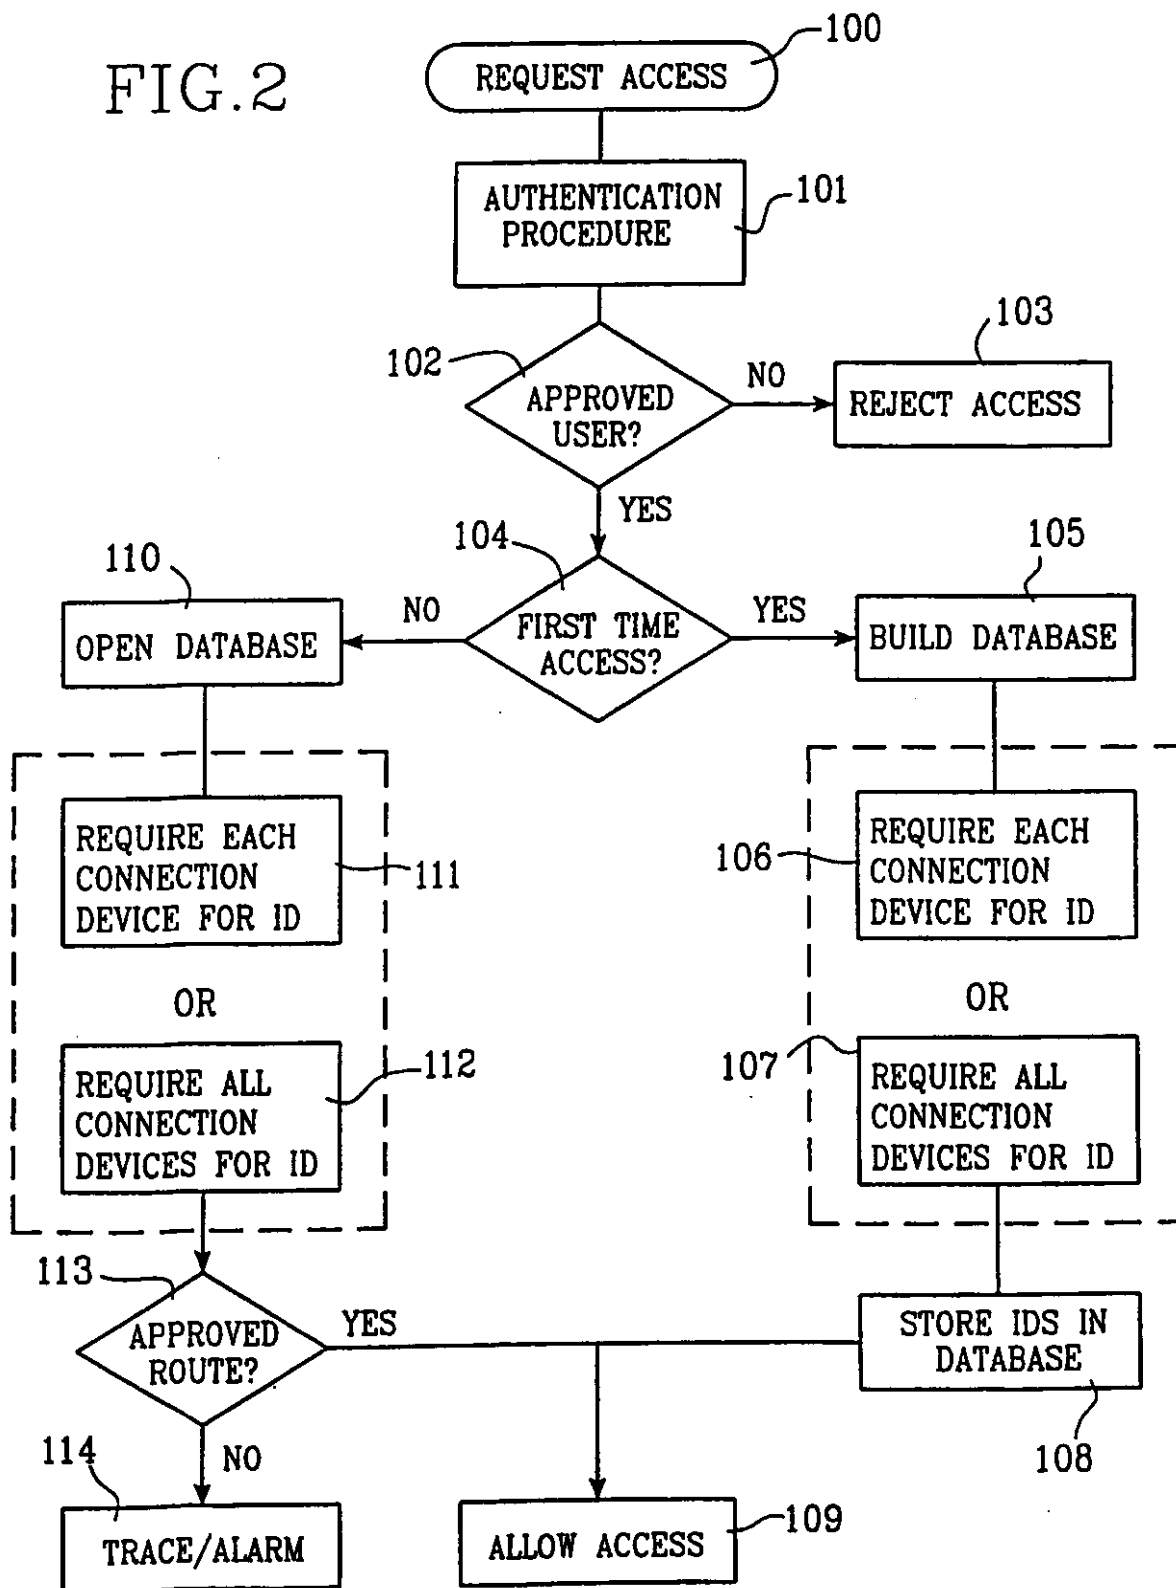 FIG.2
100
REQUEST ACCESS
AUTHENTICATION
PROCEDURE
101
102
APPROVED
USER?
NO
103
REJECT ACCESS
YES
104
FIRST TIME
ACCESS?
NO
YES
110
OPEN DATABASE
105
BUILD DATABASE
REQUIRE EACH
CONNECTION
DEVICE FOR ID
111
OR
REQUIRE ALL
CONNECTION
DEVICES FOR ID
112
106
REQUIRE EACH
CONNECTION
DEVICE FOR ID
OR
107
REQUIRE ALL
CONNECTION
DEVICES FOR ID
113
APPROVED
ROUTE?
YES
STORE IDS IN
DATABASE
108
NO
114
TRACE/ALARM
ALLOW ACCESS
109